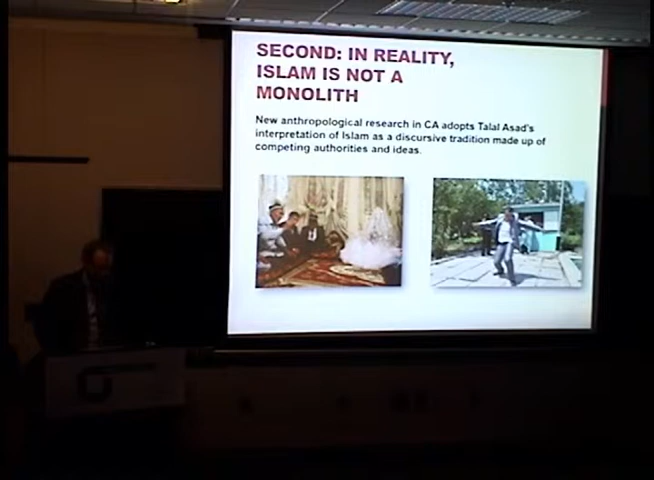 SECOND: IN REALITY,
ISLAM IS NOT A
MONOLITH
New anthropological research in CA adopts Talal Asad's
interpretation of Islam as a discursive tradition made up of
competing authorities and ideas.